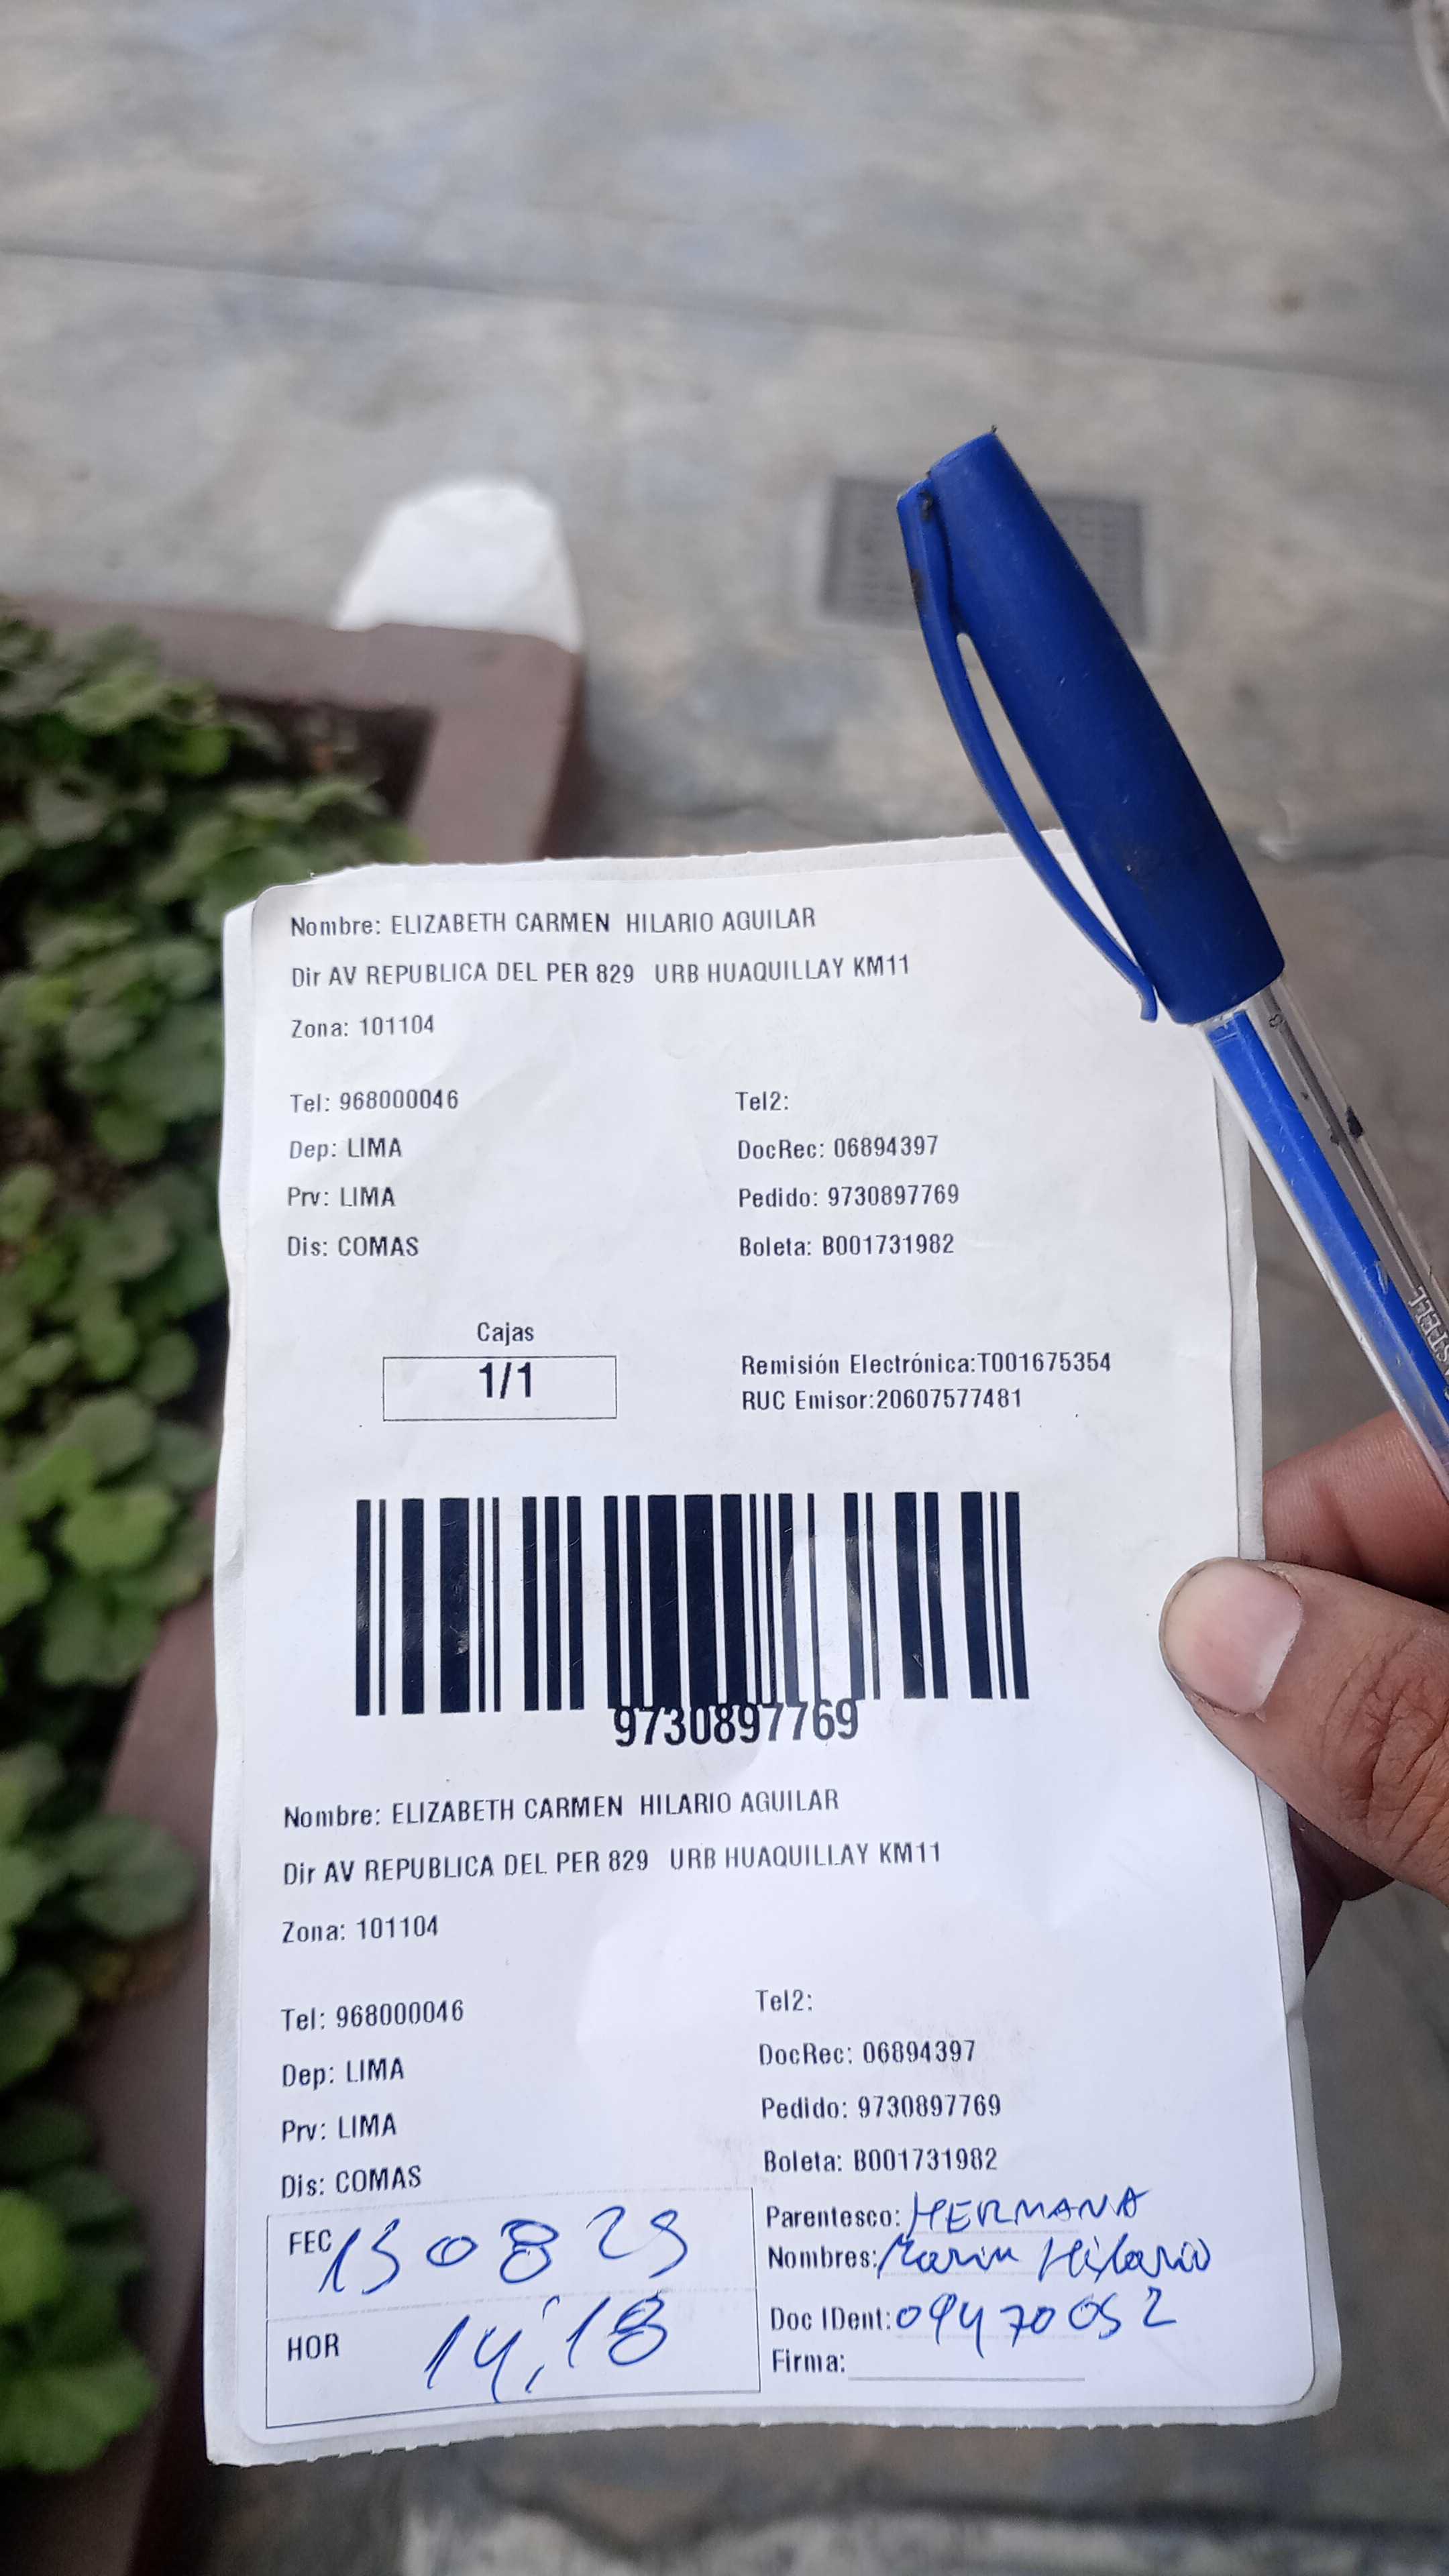 Nombre: ELIZABETH CARMEN HILARIO AGUILAR
Dir AV REPUBLICA DEL PER 829 URB HUAQUILLAY KM11
Zona: 101104
Tel: 968000046 Tel2:
Dep: LIMA DocRec: 06894397
Prv: LIMA Pedido: 9730897769
Dis: COMAS Boleta: B001731982
Cajas
1/1
Remisión Electrónica:T001675354
RUC Emisor:20607577481
9730897769
Nombre: ELIZABETH CARMEN HILARIO AGUILAR
Dir AV REPUBLICA DEL PER 829 URB HUAQUILLAY KM11
Zona: 101104
Tel: 968000046 Tel2:
Dep: LIMA DocRec: 06894397
Prv: LIMA Pedido: 9730897769
Dis: COMAS Boleta: B001731982
FEC
HOR 14:18
Parentesco: HERMANA
Nombres: Hilario
Doc IDent: 09470052
Firma: